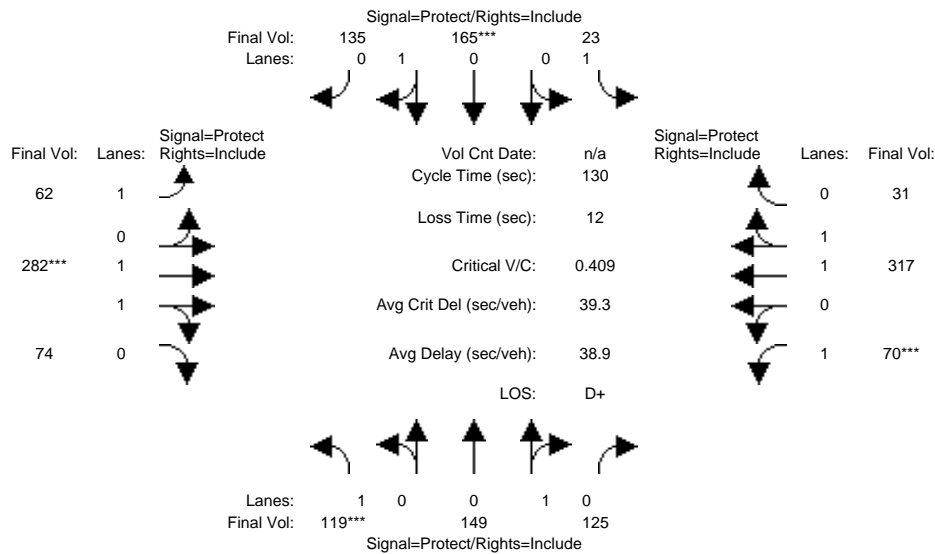 Signal=Protect/Rights=Include
Final Vol: 135 165*** 23
Lanes: 0 1 0 0 1
Signal=Protect
Final Vol: Lanes: Rights=Include
Vol Cnt Date: n/a
Signal=Protect
Rights=Include Lanes: Final Vol:
Cycle Time (sec): 130
62 1
0 31
Loss Time (sec): 12
0
1
282*** 1
Critical V/C: 0.409
1 317
1
Avg Crit Del (sec/veh): 39.3
0
74 0
Avg Delay (sec/veh): 38.9
1 70***
LOS: D+
Lanes: 1 0 0 1 0
Final Vol: 119*** 149 125
Signal=Protect/Rights=Include